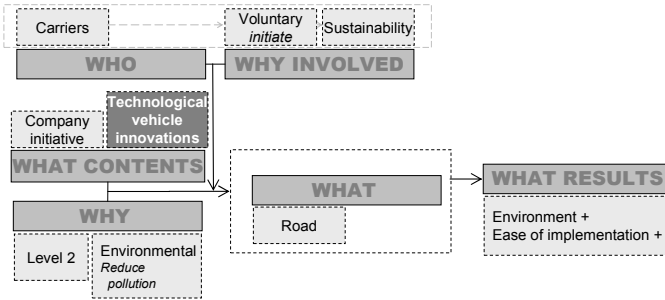 Carriers
Voluntary
initiate
Sustainability
WHO
WHY INVOLVED
Company
initiative
Technological
vehicle
innovations
WHAT CONTENTS
WHAT
WHAT RESULTS
WHY
Road
Environment +
Ease of implementation +
Level 2
Environmental
Reduce
pollution